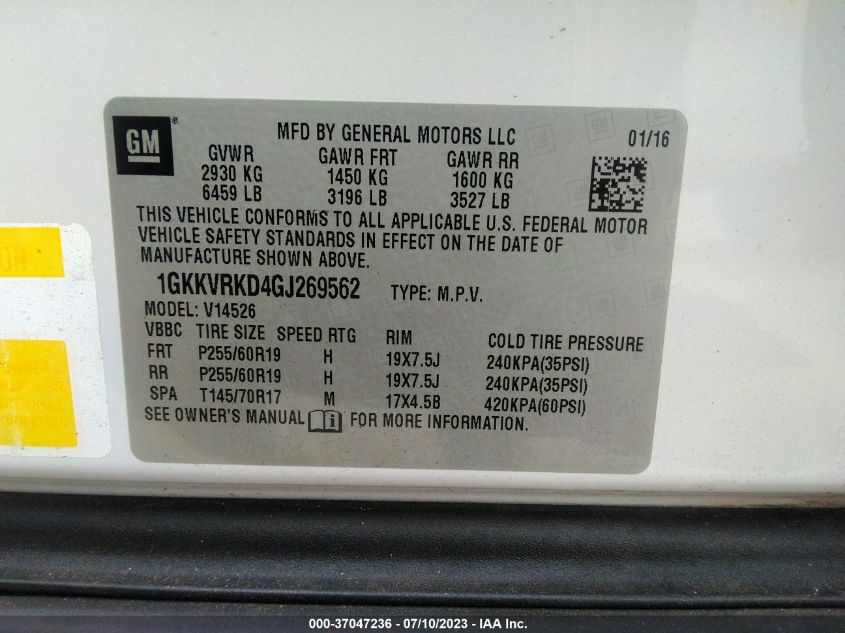 GM®
MFD BY GENERAL MOTORS LLC 01/16
GVWR GAWR FRT GAWR RR
2930 KG 1450 KG 1600 KG
6459 LB 3196 LB 3527 LB
THIS VEHICLE CONFORMS TO ALL APPLICABLE U.S. FEDERAL MOTOR
VEHICLE SAFETY STANDARDS IN EFFECT ON THE DATE OF
MANUFACTURE SHOWN ABOVE.
1GKKVRKD4GJ269562 TYPE: M.P.V.
MODEL: V14526
VBBC TIRE SIZE SPEED RTG RIM COLD TIRE PRESSURE
FRT P255/60R19 H 19X7.5J 240KPA(35PSI)
RR P255/60R19 H 19X7.5J 240KPA(35PSI)
SPA T145/70R17 M 17X4.5B 420KPA(60PSI)
SEE OWNER'S MANUAL FOR MORE INFORMATION.
000-37047236 - 07/10/2023 - IAA Inc.